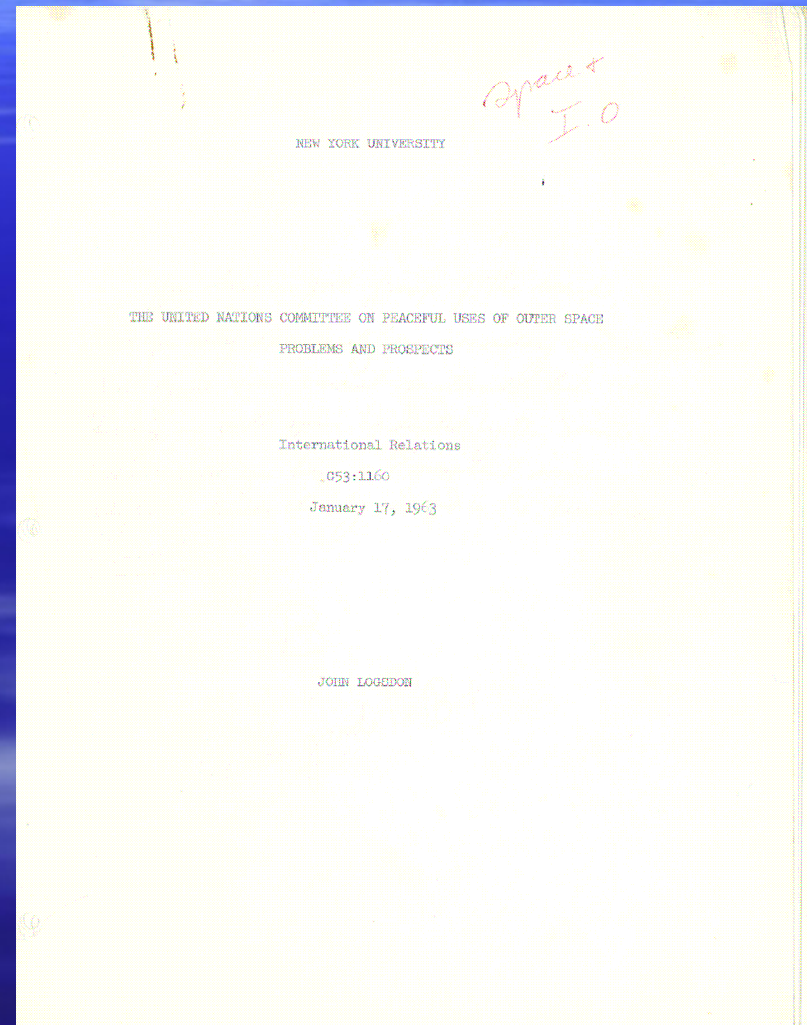 Space +
I.O
NEW YORK UNIVERSITY
THE UNITED NATIONS COMMITTEE ON PEACEFUL USES OF OUTER SPACE
PROBLEMS AND PROSPECTS
International Relations
C53:1160
January 17, 1963
JOHN LOGSDON